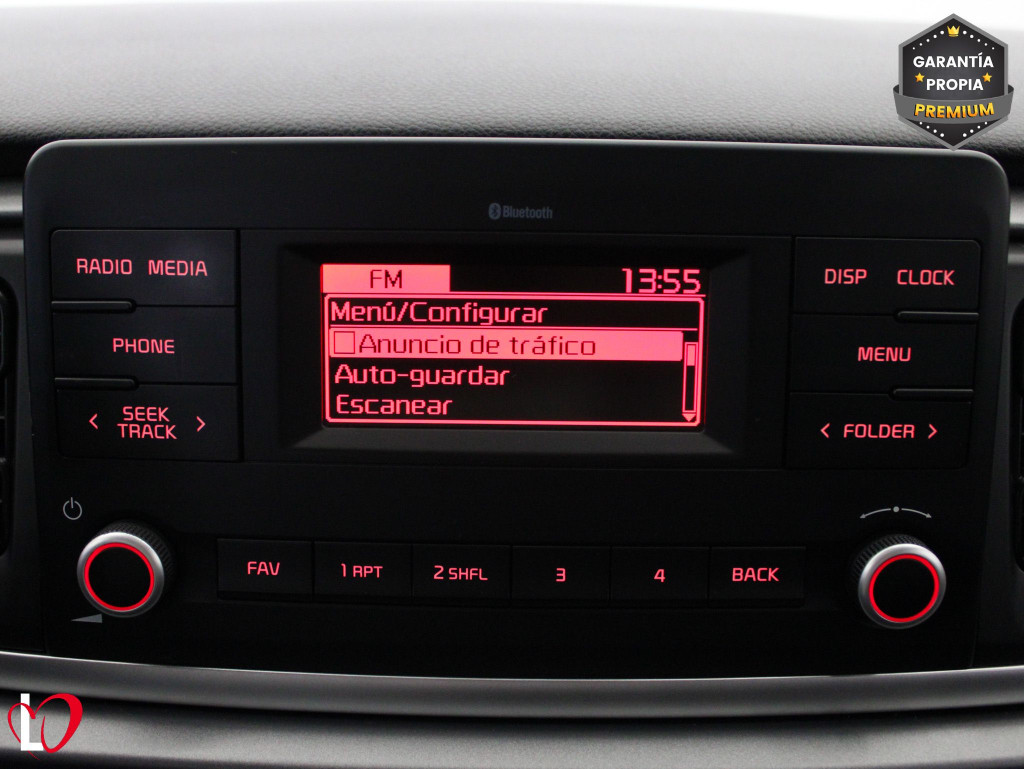 GARANTÍA
PROPIA
PREMIUM
Bluetooth
RADIO MEDIA
FM 13:55
DISP CLOCK
Menú/Configurar
PHONE
Anuncio de tráfico
MENU
Auto-guardar
< SEEK TRACK >
Escanear
< FOLDER >
FAV
1 RPT
2 SHFL
3
4
BACK
L